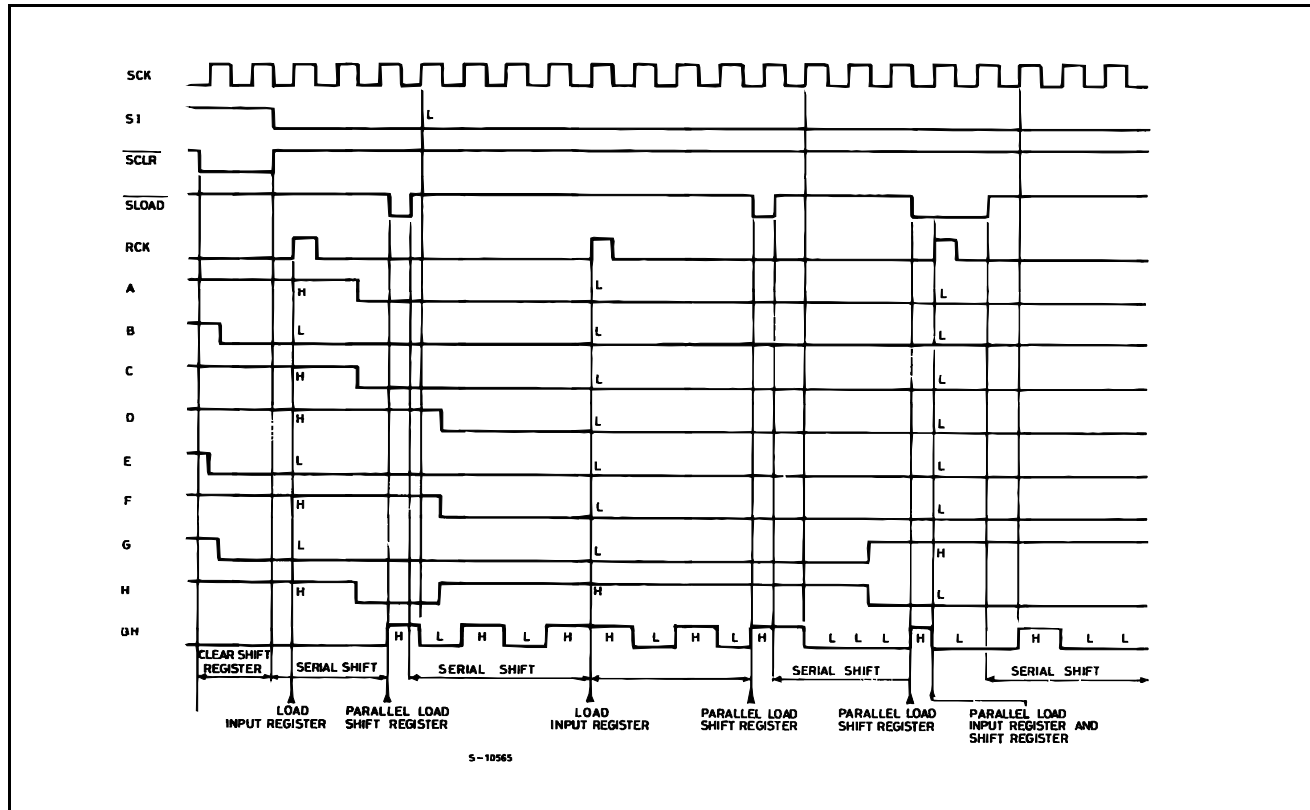 SCK
SI L
SCLR
SLOAD
RCK
A H L L
B L L L
C H L L
D H L L
E L L L
F H L L
G L L H
H H H L
QH H L H L H H L H L H L L L H L H L L
CLEAR SHIFT
REGISTER SERIAL SHIFT SERIAL SHIFT SERIAL SHIFT SERIAL SHIFT
LOAD
INPUT REGISTER
PARALLEL LOAD
SHIFT REGISTER
LOAD
INPUT REGISTER
PARALLEL LOAD
SHIFT REGISTER
PARALLEL LOAD
SHIFT REGISTER
PARALLEL LOAD
INPUT REGISTER AND
SHIFT REGISTER
S-10565